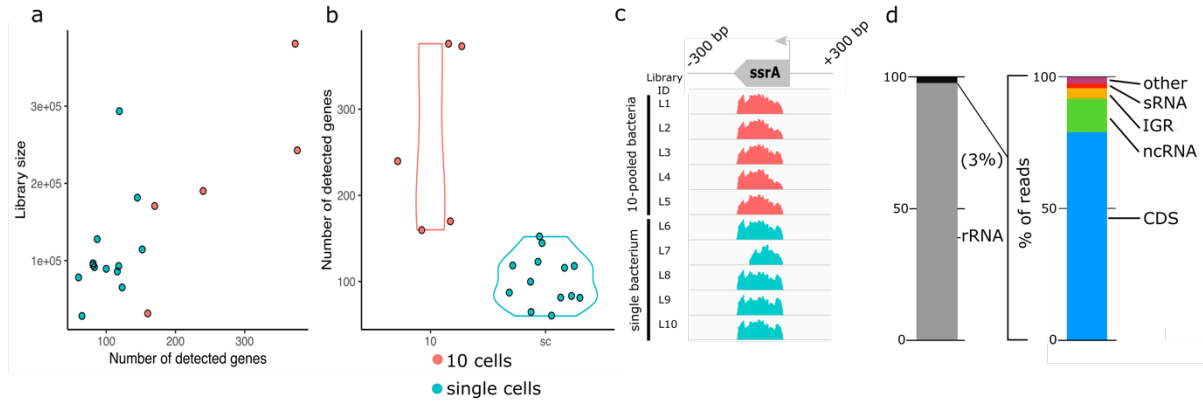 a
Library size
3e+05
2e+05
1e+05
100
200
300
Number of detected genes
b
Number of detected genes
300
200
100
10
sc
10 cells
single cells
c
-300 bp
+300 bp
ssrA
Library
ID
10-pooled bacteria
L1
L2
L3
L4
L5
single bacterium
L6
L7
L8
L9
L10
d
100
50
0
(3%)
rRNA
% of reads
100
50
0
other
sRNA
IGR
ncRNA
CDS